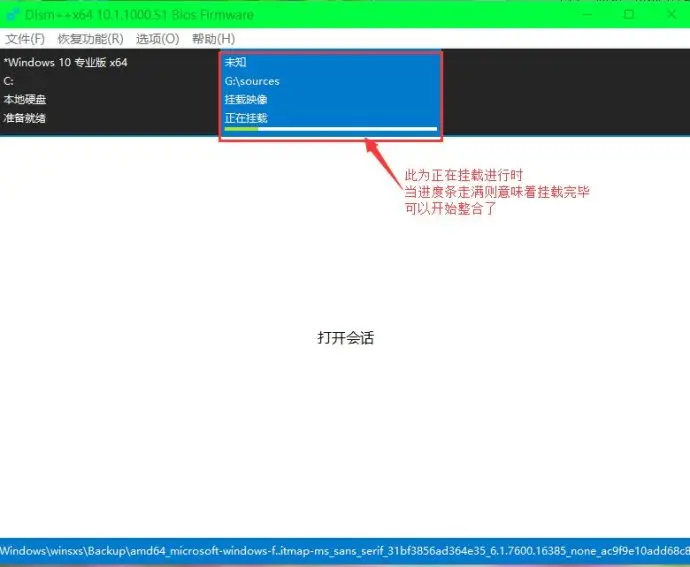 Dism++x64 10.1.1000.51 Bios Firmware
文件(F) 恢复功能(R) 选项(O) 帮助(H)
*Windows 10 专业版 x64
C:
本地硬盘
准备就绪
未知
G:\sources
挂载映像
正在挂载
此为正在挂载进行时
当进度条走满则意味着挂载完毕
可以开始整合了
打开会话
Windows\winsxs\Backup\amd64_microsoft-windows-f..itmap-ms_sans_serif_31bf3856ad364e35_6.1.7600.16385_none_ac9f9e10add68c8